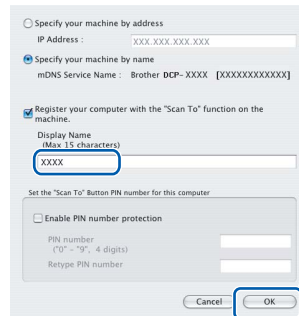 Specify your machine by address
IP Address : XXX.XXX.XXX.XXX
Specify your machine by name
mDNS Service Name : Brother DCP-XXXX [XXXXXXXXXXXX]
Register your computer with the "Scan To" function on the
machine.
Display Name
(Max 15 characters)
XXXX
Set the "Scan To" Button PIN number for this computer
Enable PIN number protection
PIN number
("0" - "9", 4 digits)
Retype PIN number
Cancel OK